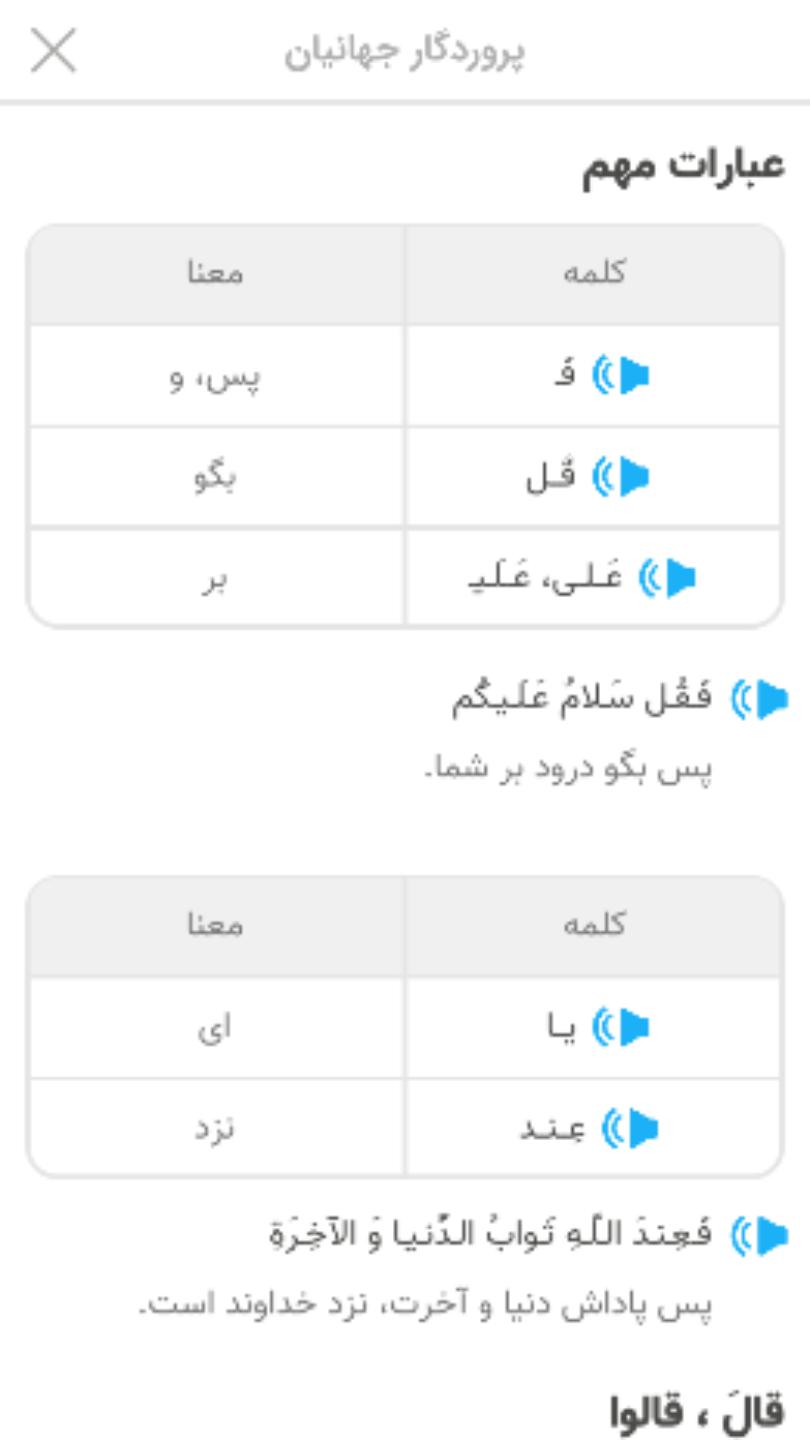 پروردگار جهانیان
عبارات مهم
کلمه معنا
فَـ پس، و
قُل بگو
عَلی، عَلَیـ بر
فَقُل سَلامٌ عَلَیکُم
پس بگو درود بر شما.
کلمه معنا
یا ای
عِند نزد
فَعِندَ اللّهِ ثَوابُ الدُّنیا وَ الآخِرَةِ
پس پاداش دنیا و آخرت، نزد خداوند است.
قالَ ، قالوا